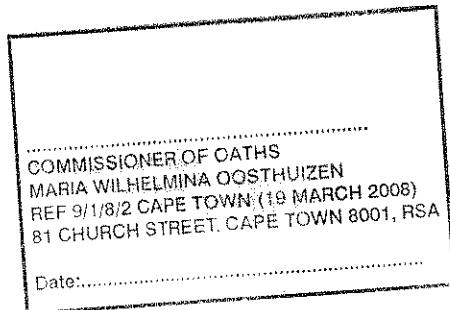 ........................................................
COMMISSIONER OF OATHS
MARIA WILHELMINA OOSTHUIZEN
REF 9/1/8/2 CAPE TOWN (19 MARCH 2008)
81 CHURCH STREET. CAPE TOWN 8001, RSA
Date:........................................................